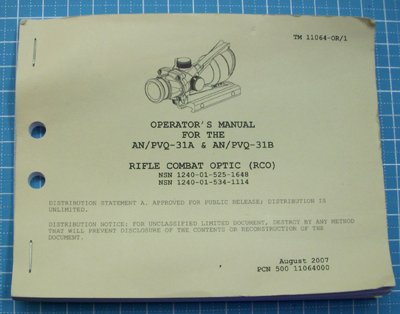 TM 11064-OR/1
OPERATOR'S MANUAL
FOR THE
AN/PVQ-31A & AN/PVQ-31B
RIFLE COMBAT OPTIC (RCO)
NSN 1240-01-525-1648
NSN 1240-01-534-1114
DISTRIBUTION STATEMENT A. APPROVED FOR PUBLIC RELEASE; DISTRIBUTION IS
UNLIMITED.
DISTRIBUTION NOTICE: FOR UNCLASSIFIED LIMITED DOCUMENT, DESTROY BY ANY METHOD
THAT WILL PREVENT DISCLOSURE OF THE CONTENTS OR RECONSTRUCTION OF THE
DOCUMENT.
August 2007
PCN 500 11064000